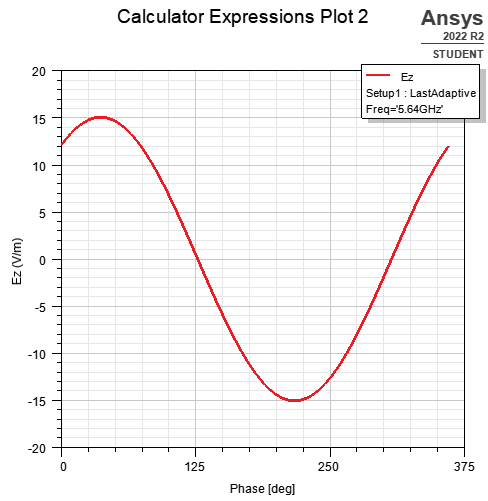 Calculator Expressions Plot 2
Ansys
2022 R2
STUDENT
Ez
Setup1 : LastAdaptive
Freq='5.64GHz'
20
15
10
5
0
-5
-10
-15
-20
Ez (V/m)
0
125
250
375
Phase [deg]